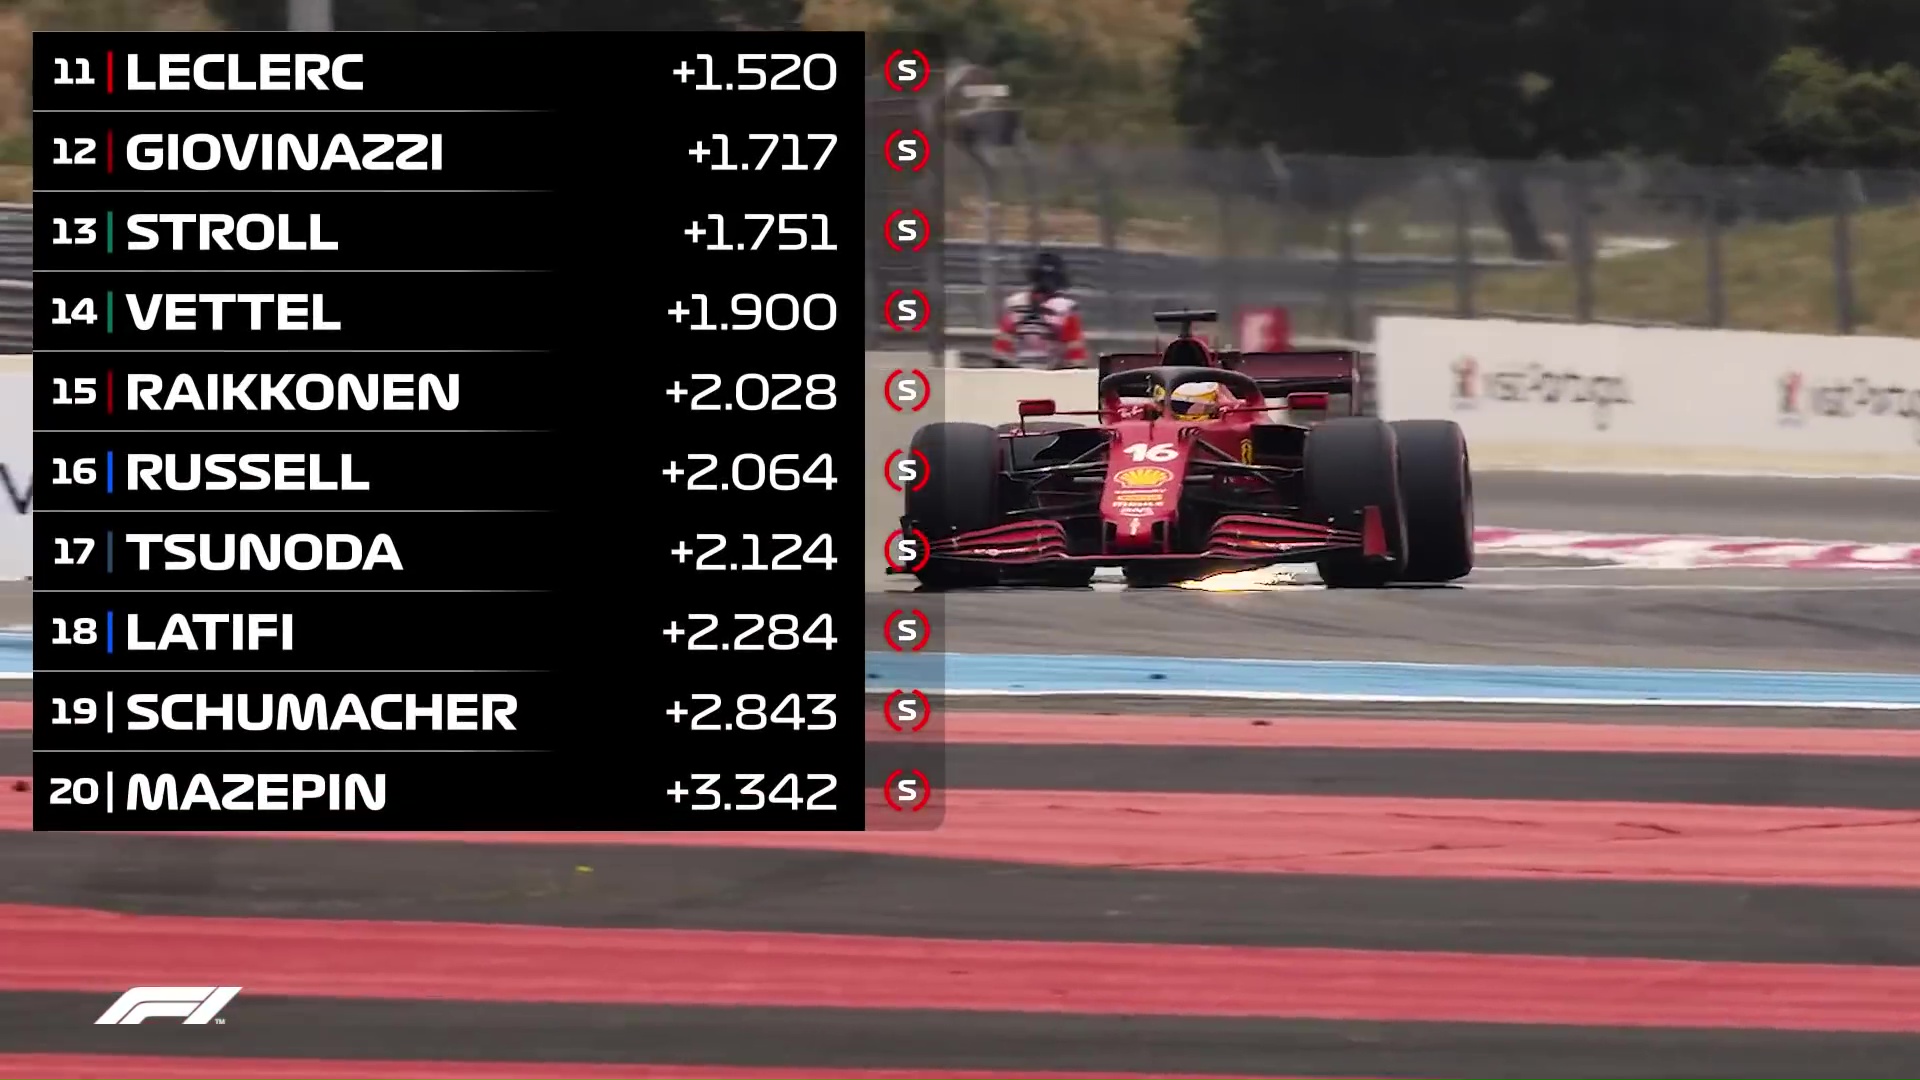 11 LECLERC +1.520 S
12 GIOVINAZZI +1.717 S
13 STROLL +1.751 S
14 VETTEL +1.900 S
15 RAIKKONEN +2.028 S
16 RUSSELL +2.064 S
17 TSUNODA +2.124 S
18 LATIFI +2.284 S
19 SCHUMACHER +2.843 S
20 MAZEPIN +3.342 S
16
F1
TM